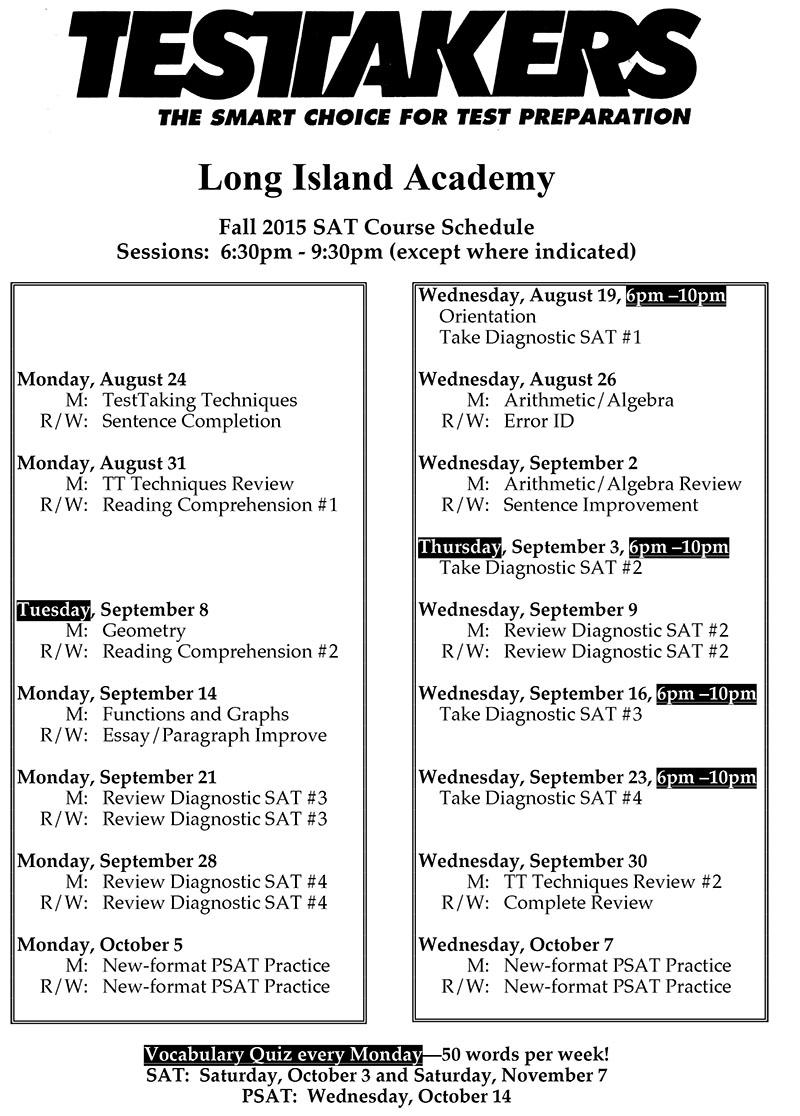 TESTTAKERS
THE SMART CHOICE FOR TEST PREPARATION
Long Island Academy
Fall 2015 SAT Course Schedule
Sessions: 6:30pm - 9:30pm (except where indicated)
Monday, August 24
M: TestTaking Techniques
R/W: Sentence Completion
Monday, August 31
M: TT Techniques Review
R/W: Reading Comprehension #1
Tuesday, September 8
M: Geometry
R/W: Reading Comprehension #2
Monday, September 14
M: Functions and Graphs
R/W: Essay/Paragraph Improve
Monday, September 21
M: Review Diagnostic SAT #3
R/W: Review Diagnostic SAT #3
Monday, September 28
M: Review Diagnostic SAT #4
R/W: Review Diagnostic SAT #4
Monday, October 5
M: New-format PSAT Practice
R/W: New-format PSAT Practice
Wednesday, August 19, 6pm –10pm
Orientation
Take Diagnostic SAT #1
Wednesday, August 26
M: Arithmetic/Algebra
R/W: Error ID
Wednesday, September 2
M: Arithmetic/Algebra Review
R/W: Sentence Improvement
Thursday, September 3, 6pm –10pm
Take Diagnostic SAT #2
Wednesday, September 9
M: Review Diagnostic SAT #2
R/W: Review Diagnostic SAT #2
Wednesday, September 16, 6pm –10pm
Take Diagnostic SAT #3
Wednesday, September 23, 6pm –10pm
Take Diagnostic SAT #4
Wednesday, September 30
M: TT Techniques Review #2
R/W: Complete Review
Wednesday, October 7
M: New-format PSAT Practice
R/W: New-format PSAT Practice
Vocabulary Quiz every Monday—50 words per week!
SAT: Saturday, October 3 and Saturday, November 7
PSAT: Wednesday, October 14